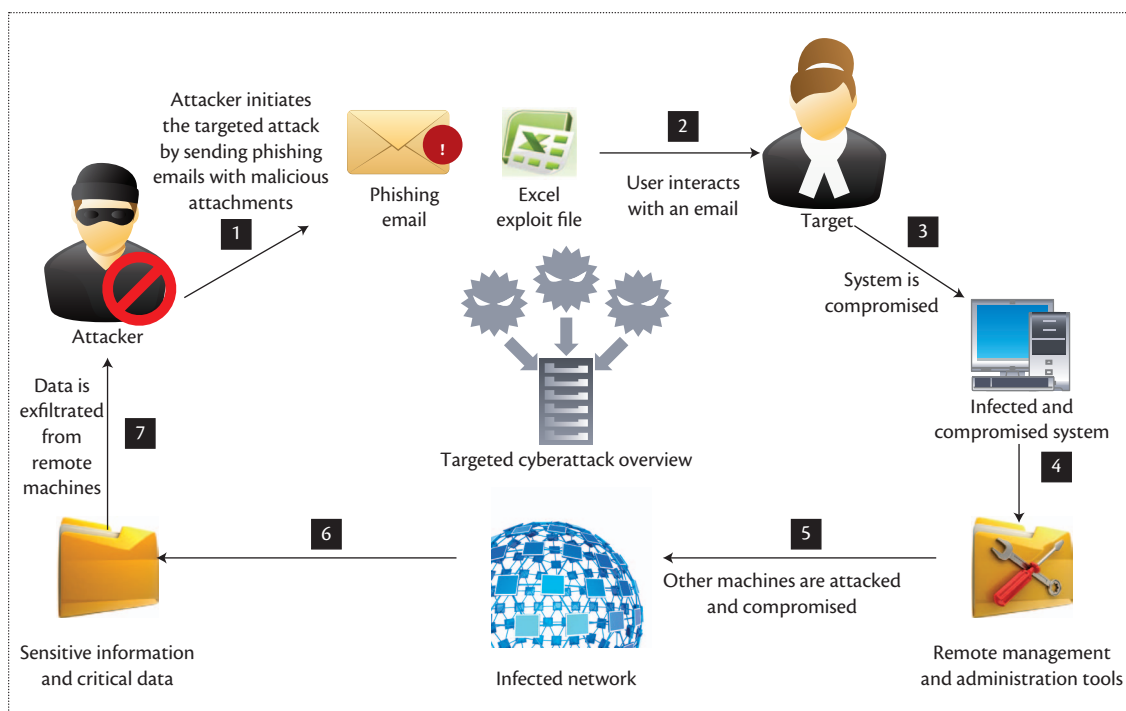 Attacker initiates
the targeted attack
by sending phishing
emails with malicious
attachments
1
Attacker
!
Phishing
email
X
Excel
exploit file
2
User interacts
with an email
Target
3
System is
compromised
Infected and
compromised system
4
Targeted cyberattack overview
Remote management
and administration tools
5
Other machines are attacked
and compromised
Infected network
6
Sensitive information
and critical data
7
Data is
exfiltrated
from
remote
machines